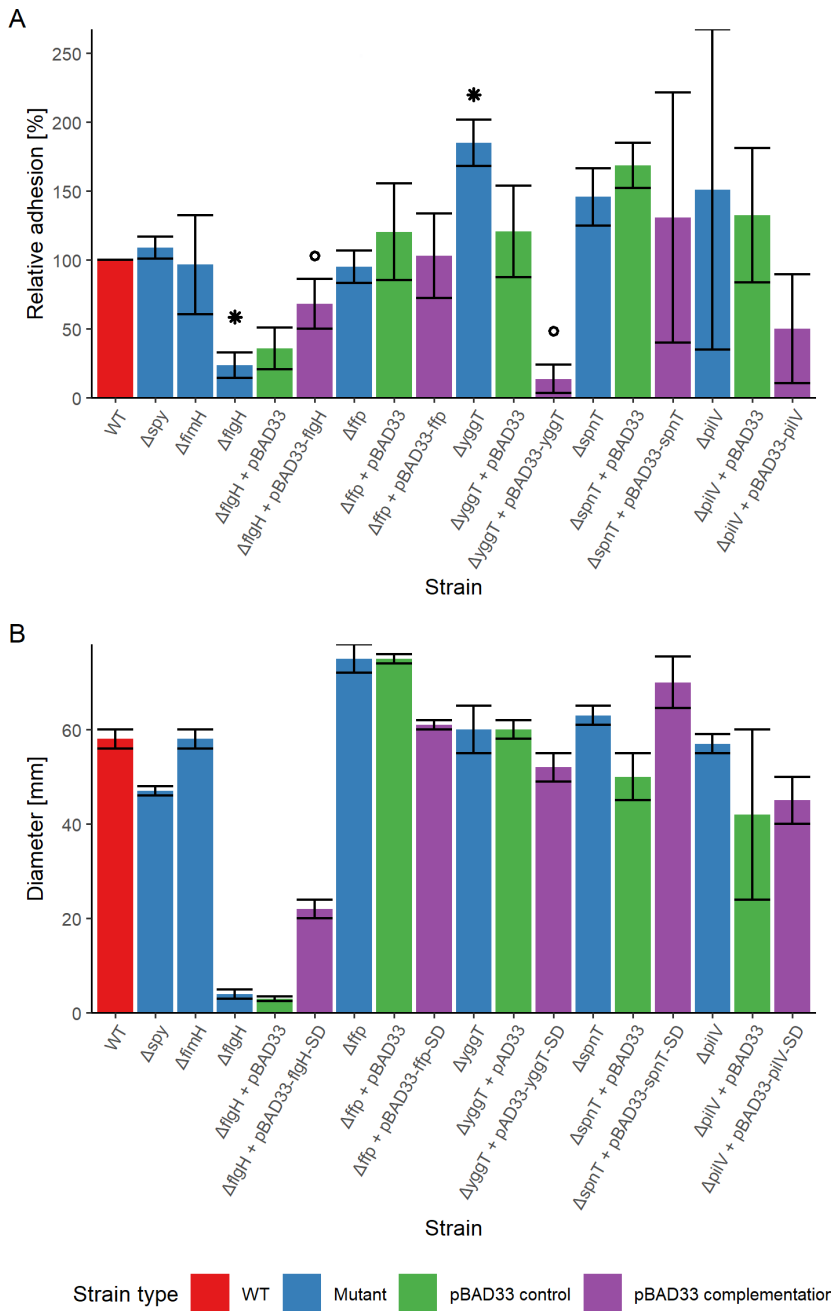 A
250
200
150
100
50
0
Relative adhesion [%]
WT
Δspy
ΔfimH
ΔflgH
ΔflgH + pBAD33
ΔflgH + pBAD33-flgH
Δffp
Δffp + pBAD33
Δffp + pBAD33-ffp
ΔyggT
ΔyggT + pBAD33
ΔyggT + pBAD33-yggT
ΔspnT
ΔspnT + pBAD33
ΔspnT + pBAD33-spnT
ΔpilV
ΔpilV + pBAD33
ΔpilV + pBAD33-pilV
Strain
B
60
40
20
0
Diameter [mm]
WT
Δspy
ΔfimH
ΔflgH
ΔflgH + pBAD33
ΔflgH + pBAD33-flgH-SD
Δffp
Δffp + pBAD33
Δffp + pBAD33-ffp-SD
ΔyggT
ΔyggT + pAD33
ΔyggT + pAD33-yggT-SD
ΔspnT
ΔspnT + pBAD33
ΔspnT + pBAD33-spnT-SD
ΔpilV
ΔpilV + pBAD33
ΔpilV + pBAD33-pilV-SD
Strain
Strain type WT Mutant pBAD33 control pBAD33 complementation